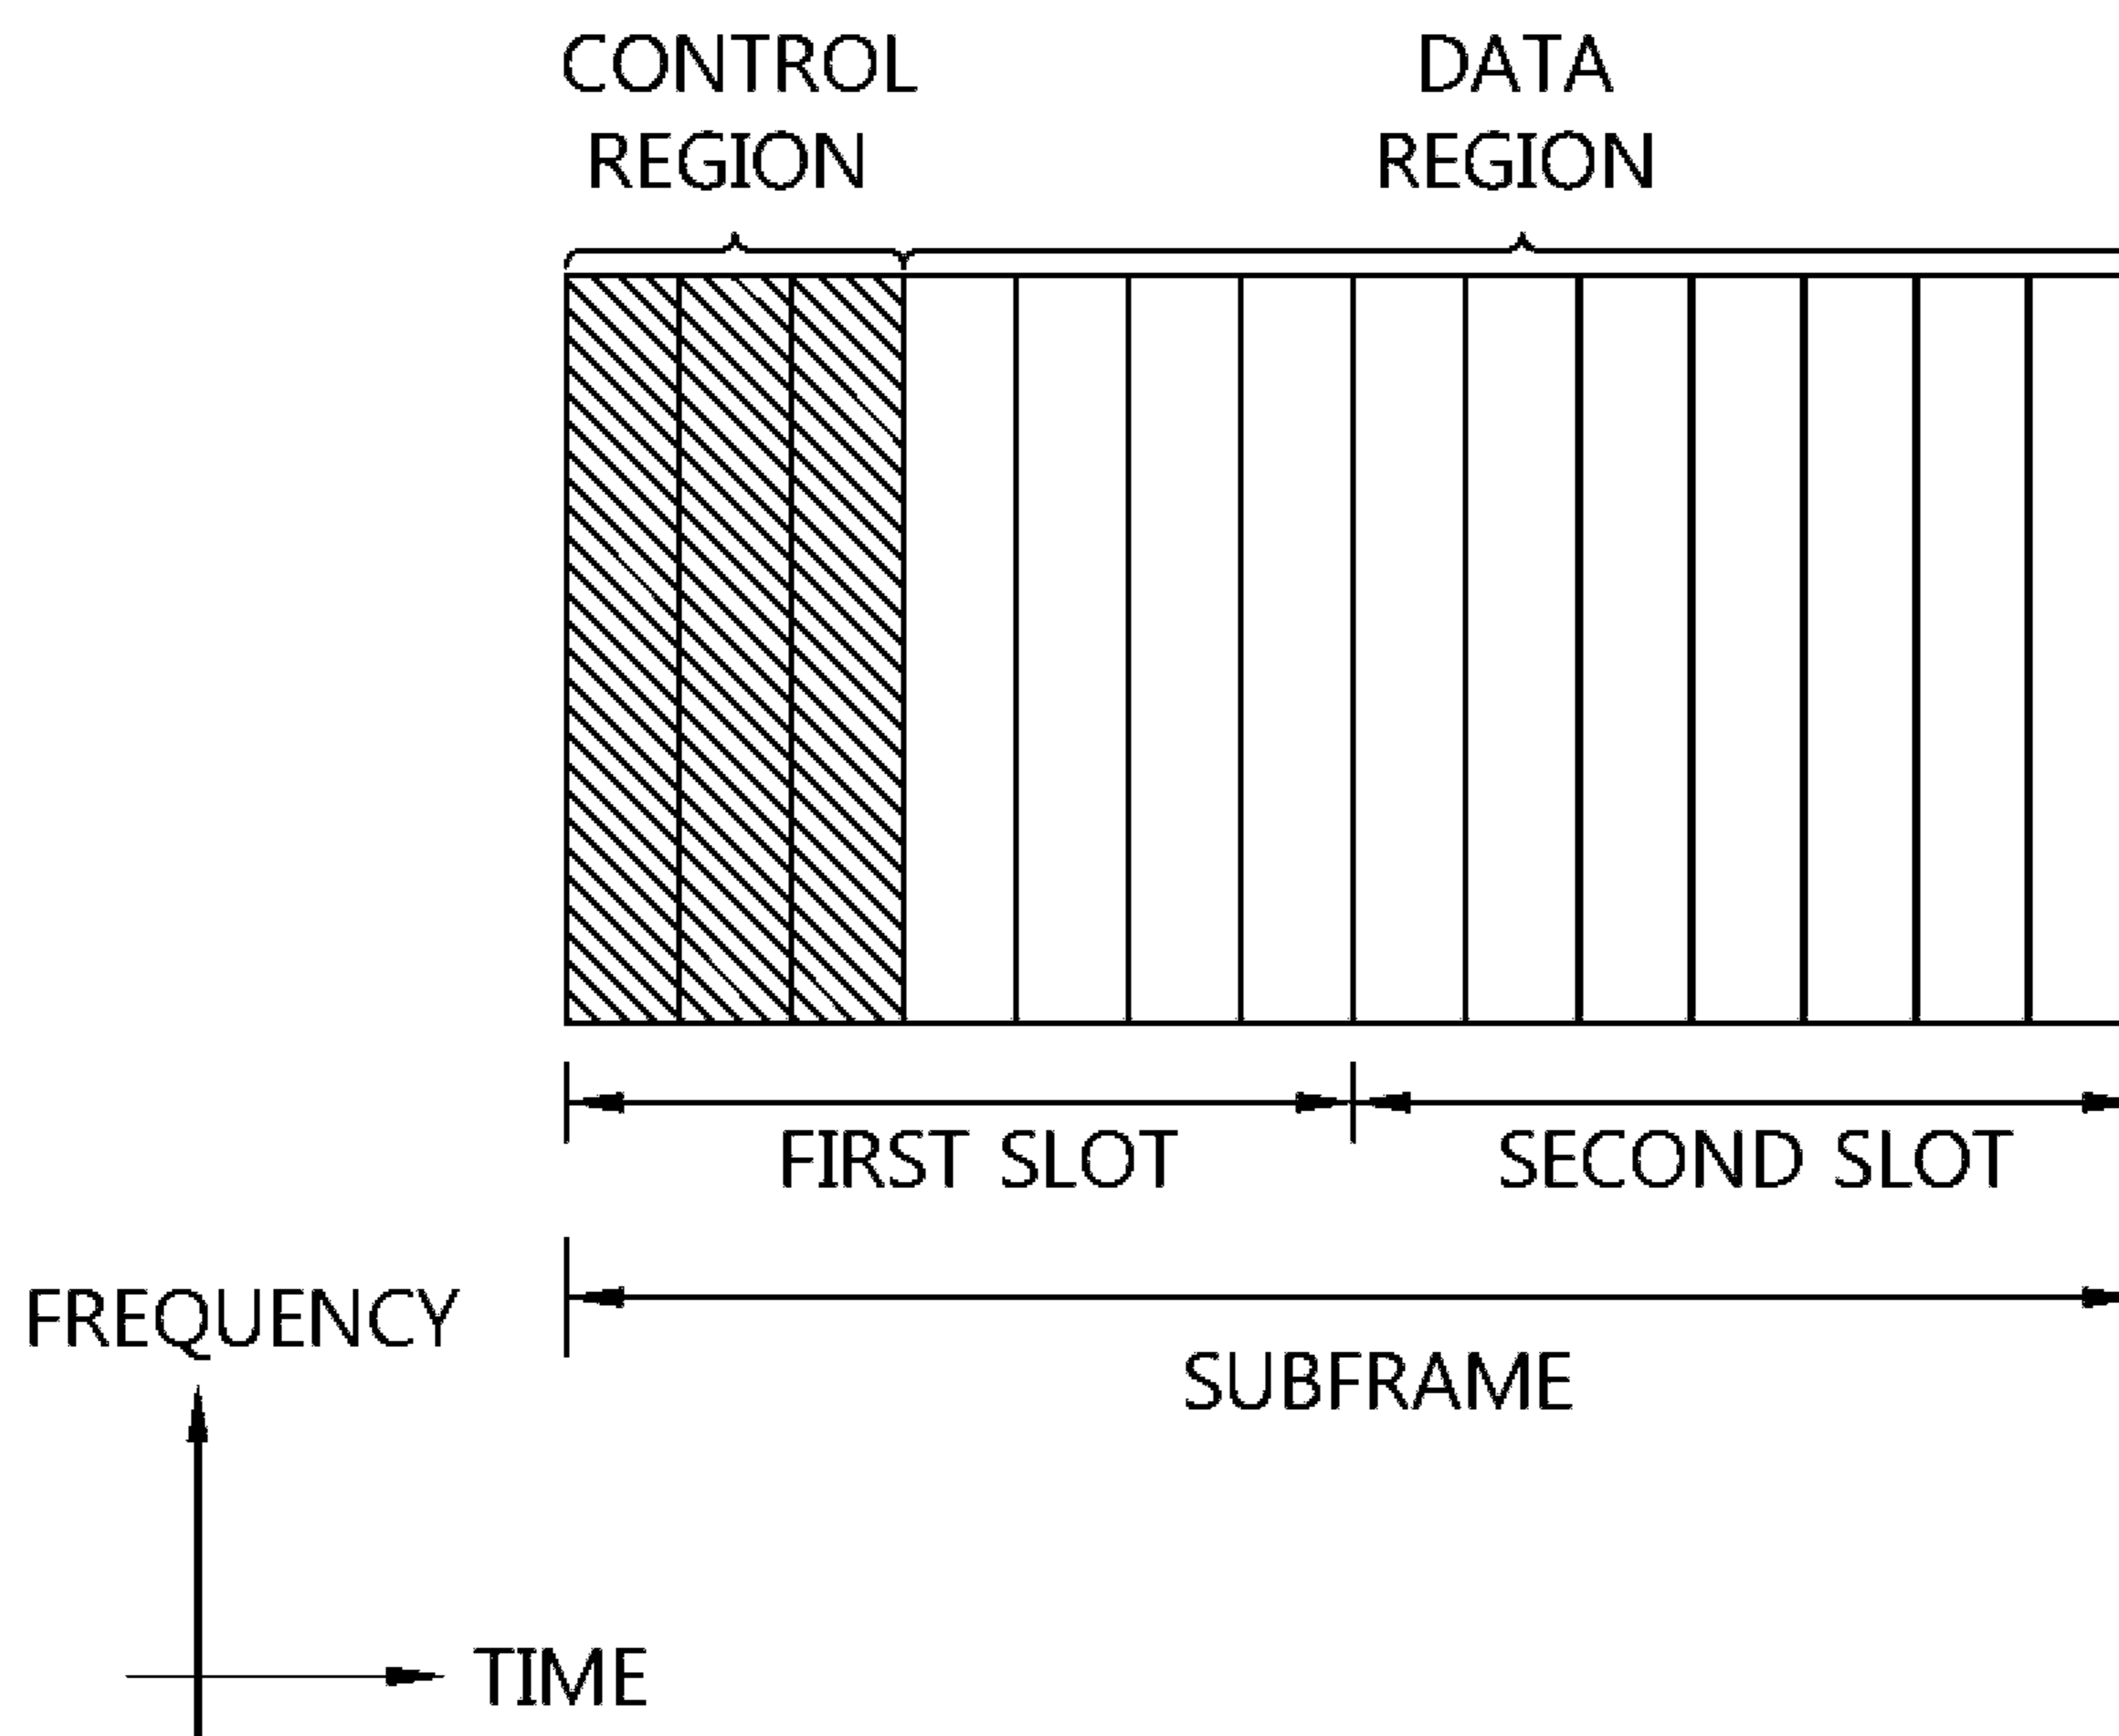 CONTROL
REGION
DATA
REGION
FIRST SLOT
SECOND SLOT
SUBFRAME
FREQUENCY
TIME